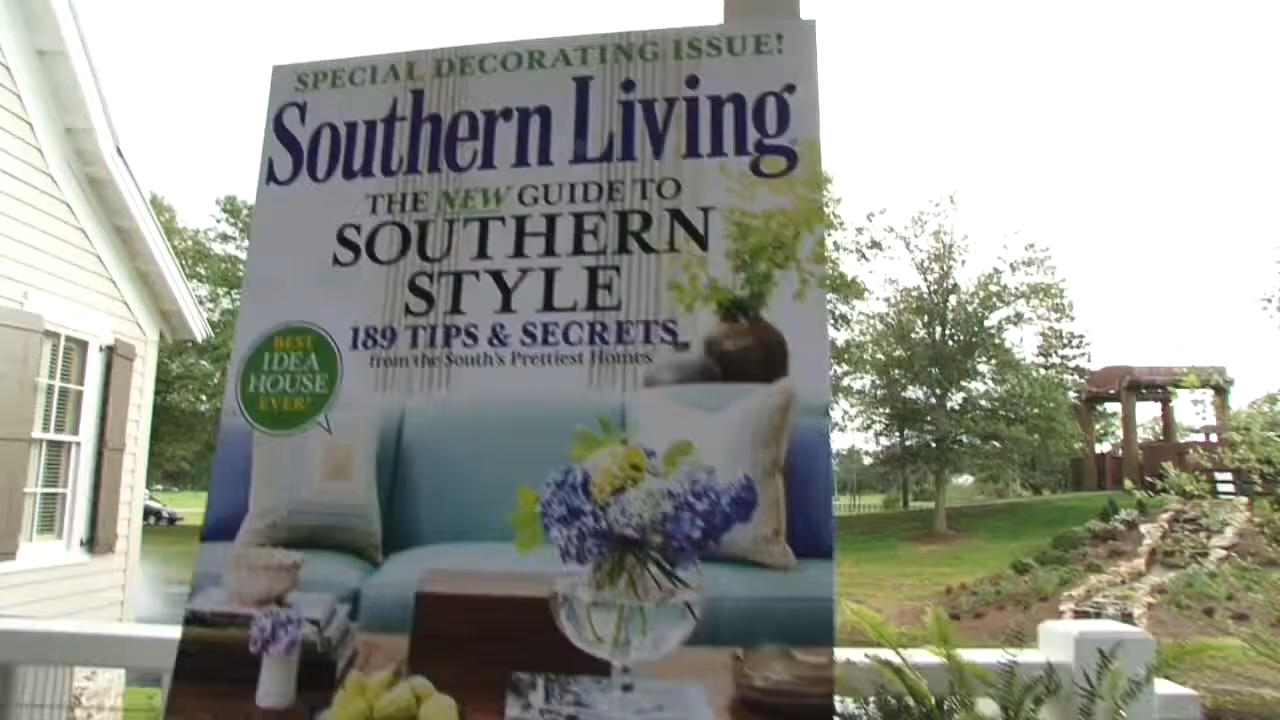 SPECIAL DECORATING ISSUE!
Southern Living
THE NEW GUIDE TO
SOUTHERN
STYLE
189 TIPS & SECRETS
from the South's Prettiest Homes
BEST
IDEA
HOUSE
EVER!